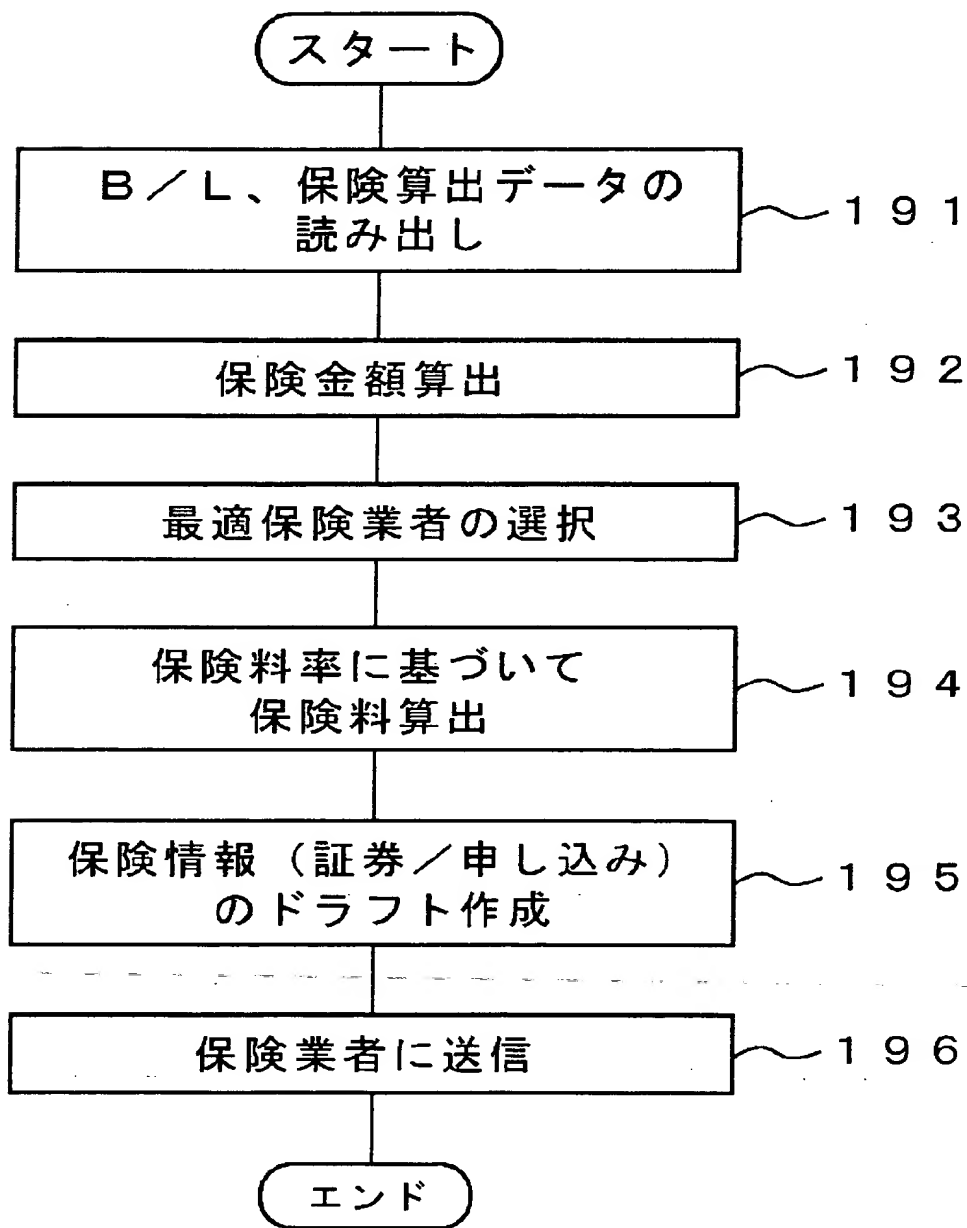 スタート
B／L、保険算出データの
読み出し
191
保険金額算出
192
最適保険業者の選択
193
保険料率に基づいて
保険料算出
194
保険情報（証券／申し込み）
のドラフト作成
195
保険業者に送信
196
エンド